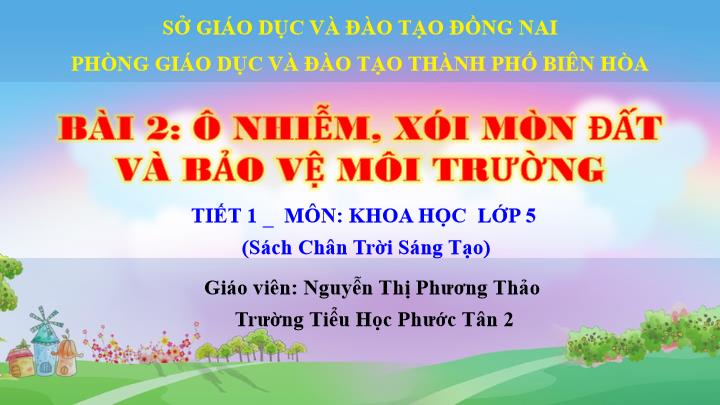 SỞ GIÁO DỤC VÀ ĐÀO TẠO ĐỒNG NAI
PHÒNG GIÁO DỤC VÀ ĐÀO TẠO THÀNH PHỐ BIÊN HÒA
BÀI 2: Ô NHIỄM, XÓI MÒN ĐẤT
VÀ BẢO VỆ MÔI TRƯỜNG
TIẾT 1 _ MÔN: KHOA HỌC LỚP 5
(Sách Chân Trời Sáng Tạo)
Giáo viên: Nguyễn Thị Phương Thảo
Trường Tiểu Học Phước Tân 2